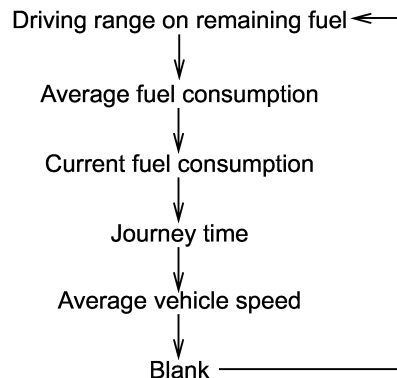 Driving range on remaining fuel
Average fuel consumption
Current fuel consumption
Journey time
Average vehicle speed
Blank